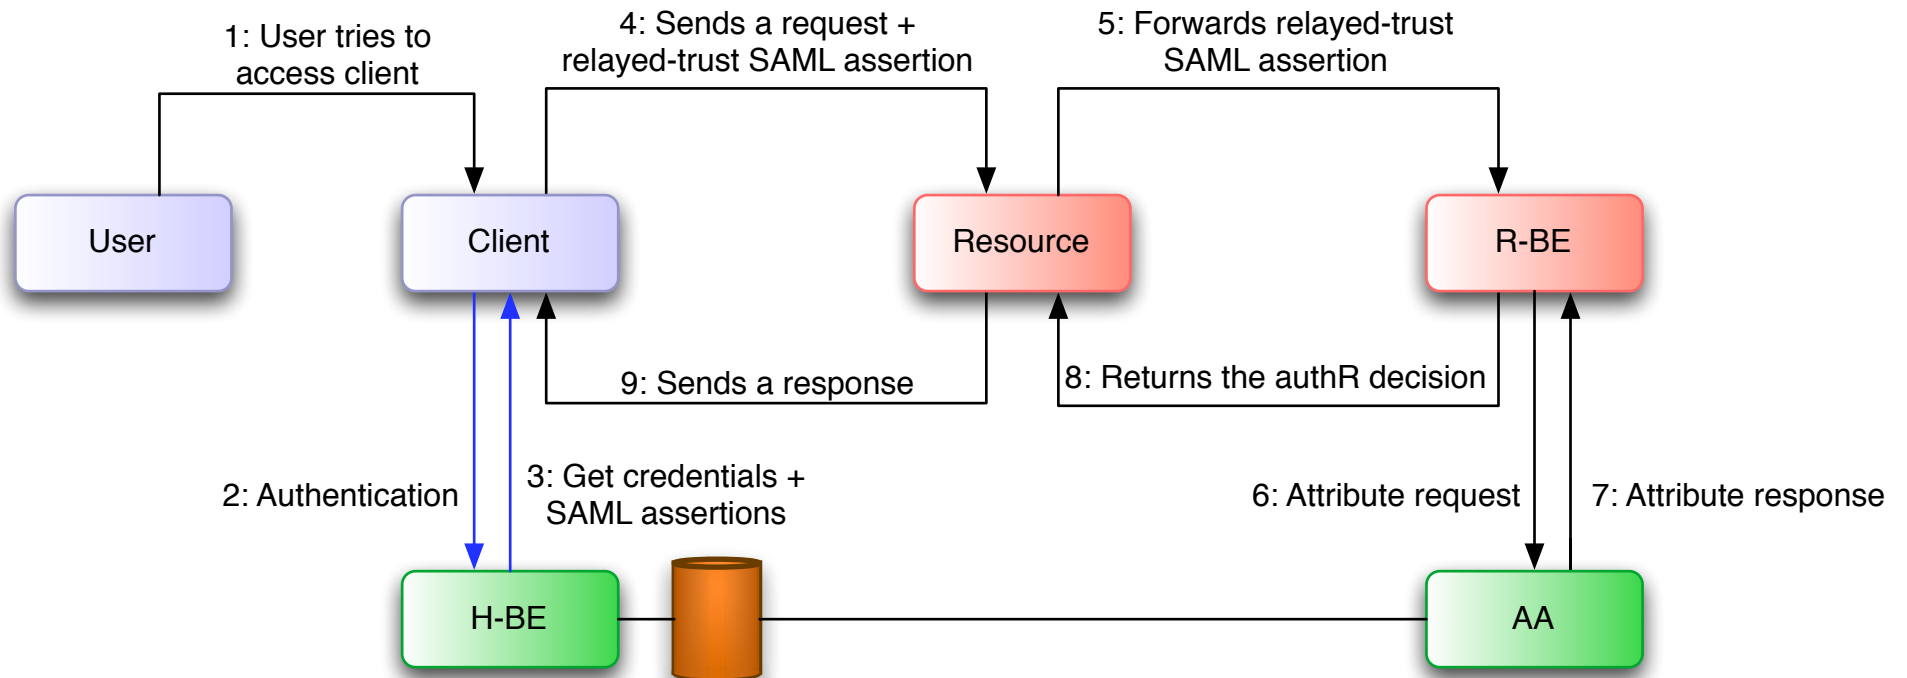 1: User tries to
access client
4: Sends a request +
relayed-trust SAML assertion
5: Forwards relayed-trust
SAML assertion
User
Client
Resource
R-BE
9: Sends a response
8: Returns the authR decision
2: Authentication
3: Get credentials +
SAML assertions
6: Attribute request
7: Attribute response
H-BE
AA